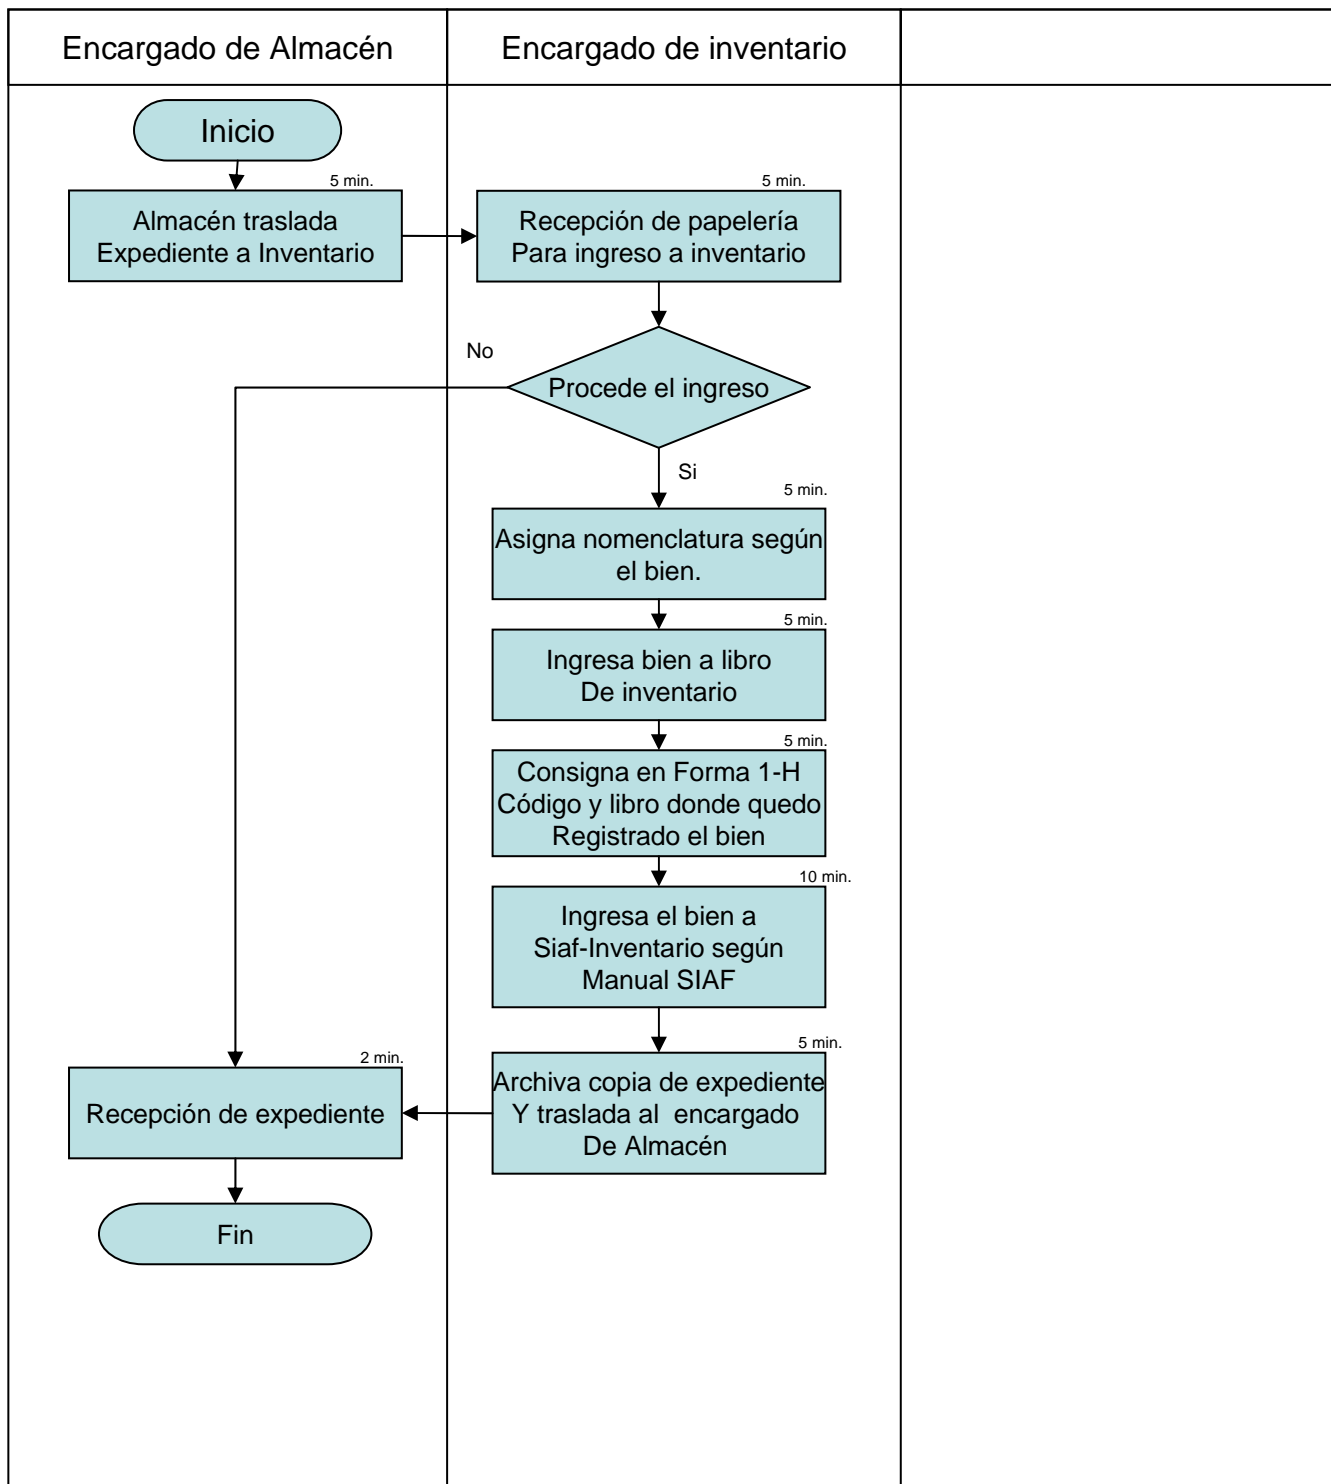 Encargado de Almacén
Encargado de inventario
Inicio
5 min.
Almacén traslada
Expediente a Inventario
5 min.
Recepción de papelería
Para ingreso a inventario
No
Procede el ingreso
Si
5 min.
Asigna nomenclatura según
el bien.
5 min.
Ingresa bien a libro
De inventario
5 min.
Consigna en Forma 1-H
Código y libro donde quedo
Registrado el bien
10 min.
Ingresa el bien a
Siaf-Inventario según
Manual SIAF
5 min.
Archiva copia de expediente
Y traslada al  encargado
De Almacén
2 min.
Recepción de expediente
Fin